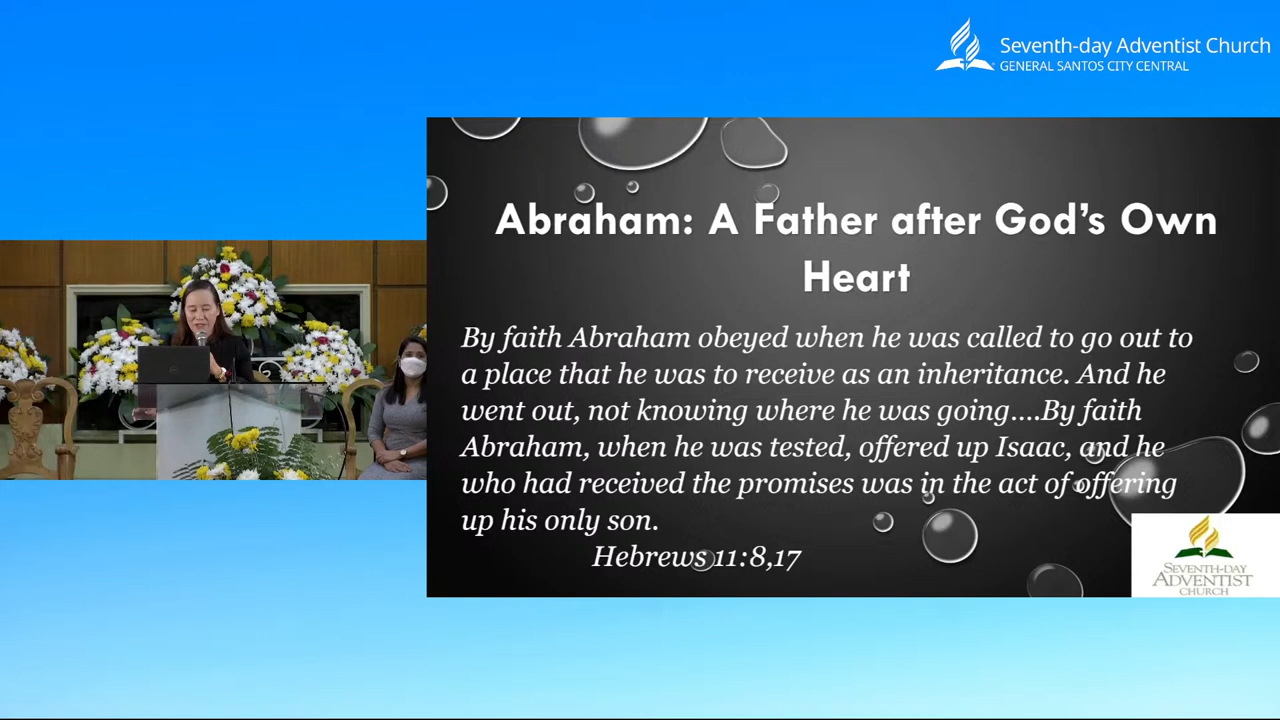 Seventh-day Adventist Church
GENERAL SANTOS CITY CENTRAL
Abraham: A Father after God's Own
Heart
By faith Abraham obeyed when he was called to go out to
a place that he was to receive as an inheritance. And he
went out, not knowing where he was going....By faith
Abraham, when he was tested, offered up Isaac, and he
who had received the promises was in the act of offering
up his only son.
Hebrews 11:8,17
SEVENTH-DAY
ADVENTIST
CHURCH